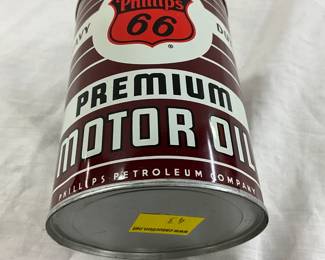 Phillips
66
®
PREMIUM
MOTOR OIL
PHILLIPS PETROLEUM COMPANY